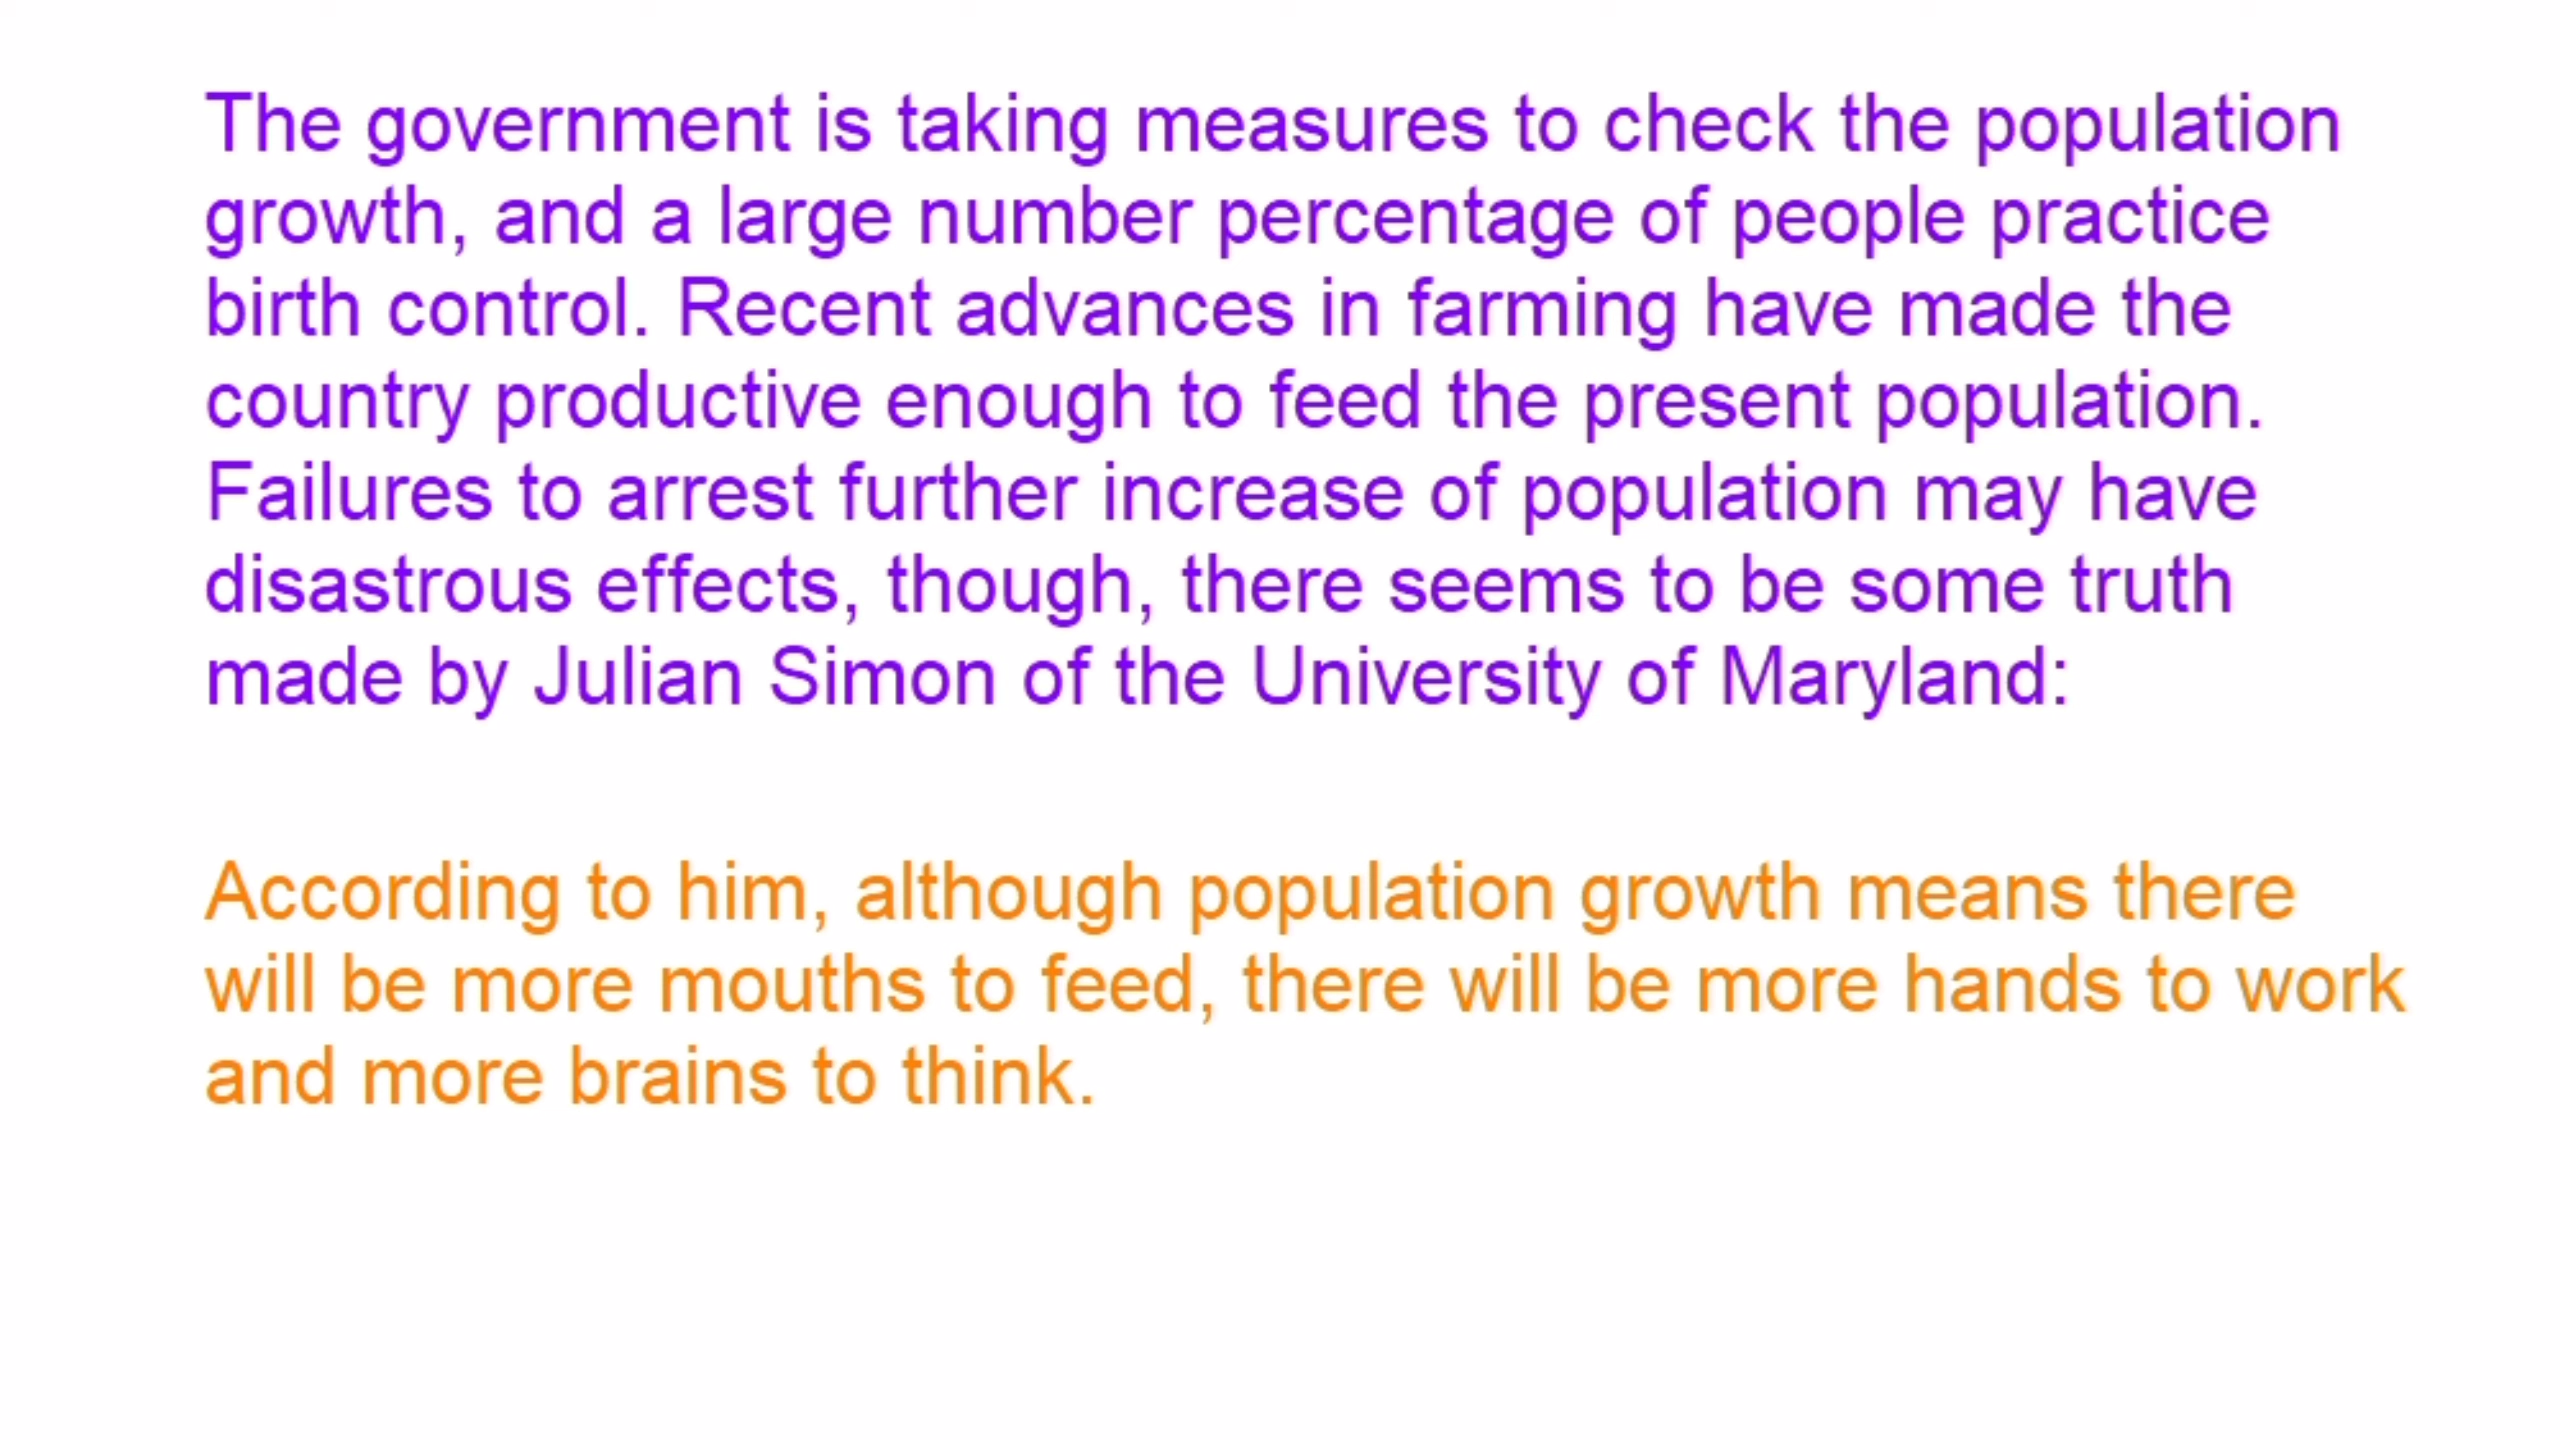 The government is taking measures to check the population
growth, and a large number percentage of people practice
birth control. Recent advances in farming have made the
country productive enough to feed the present population.
Failures to arrest further increase of population may have
disastrous effects, though, there seems to be some truth
made by Julian Simon of the University of Maryland:
According to him, although population growth means there
will be more mouths to feed, there will be more hands to work
and more brains to think.